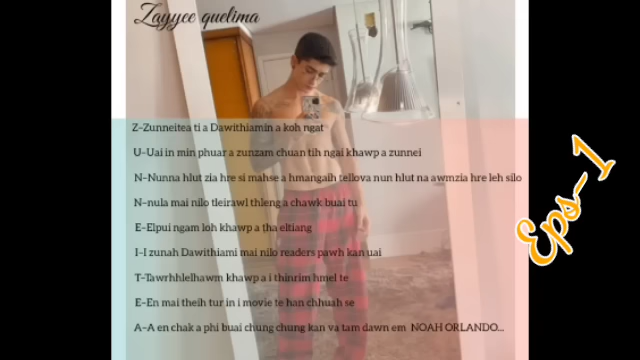 Zayyee quelima
Z-Zunneitea ti a Dawithiamin a koh ngat
U-Uai in min phuar a zunzam chuan tih ngai khawp a zunnei
N-Nunna hlut zia hre si mahse a hmangaih tellova nun hlut na awmzia hre leh silo
N-nula mai nilo tleirawl thleng a chawk buai tu
E-Elpui ngam loh khawp a tha eltiang
I-I zunah Dawithiami mai nilo readers pawh kan uai
T-Tawrhhlelhawm khawp a i thinrim hmel te
E-En mai theih tur in i movie te han chhuah se
A-A en chak a phi buai chung chung kan va tam dawn em NOAH ORLANDO...
Eps-1